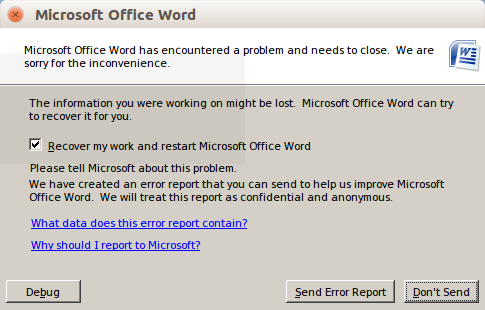 Microsoft Office Word
Microsoft Office Word has encountered a problem and needs to close. We are
sorry for the inconvenience.
W
The information you were working on might be lost. Microsoft Office Word can try
to recover it for you.
Recover my work and restart Microsoft Office Word
Please tell Microsoft about this problem.
We have created an error report that you can send to help us improve Microsoft
Office Word. We will treat this report as confidential and anonymous.
What data does this error report contain?
Why should I report to Microsoft?
Debug Send Error Report Don't Send